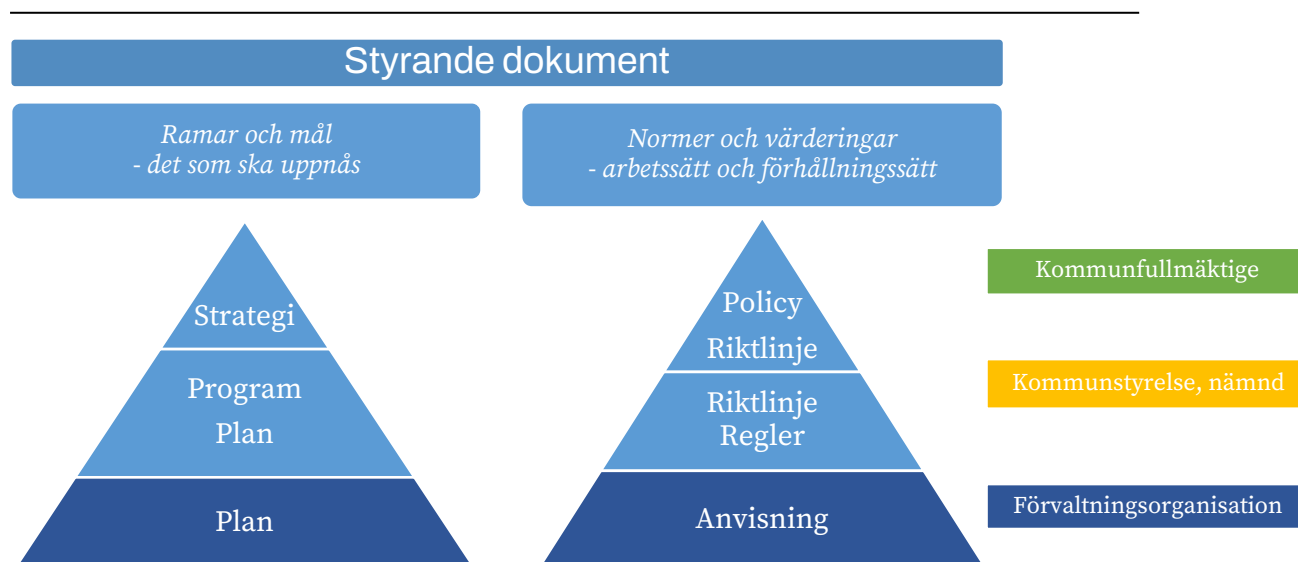 Styrande dokument
Ramar och mål
- det som ska uppnås
Normer och värderingar
- arbetssätt och förhållningssätt
Strategi
Program
Plan
Plan
Policy
Riktlinje
Riktlinje
Regler
Anvisning
Kommunfullmäktige
Kommunstyrelse, nämnd
Förvaltningsorganisation